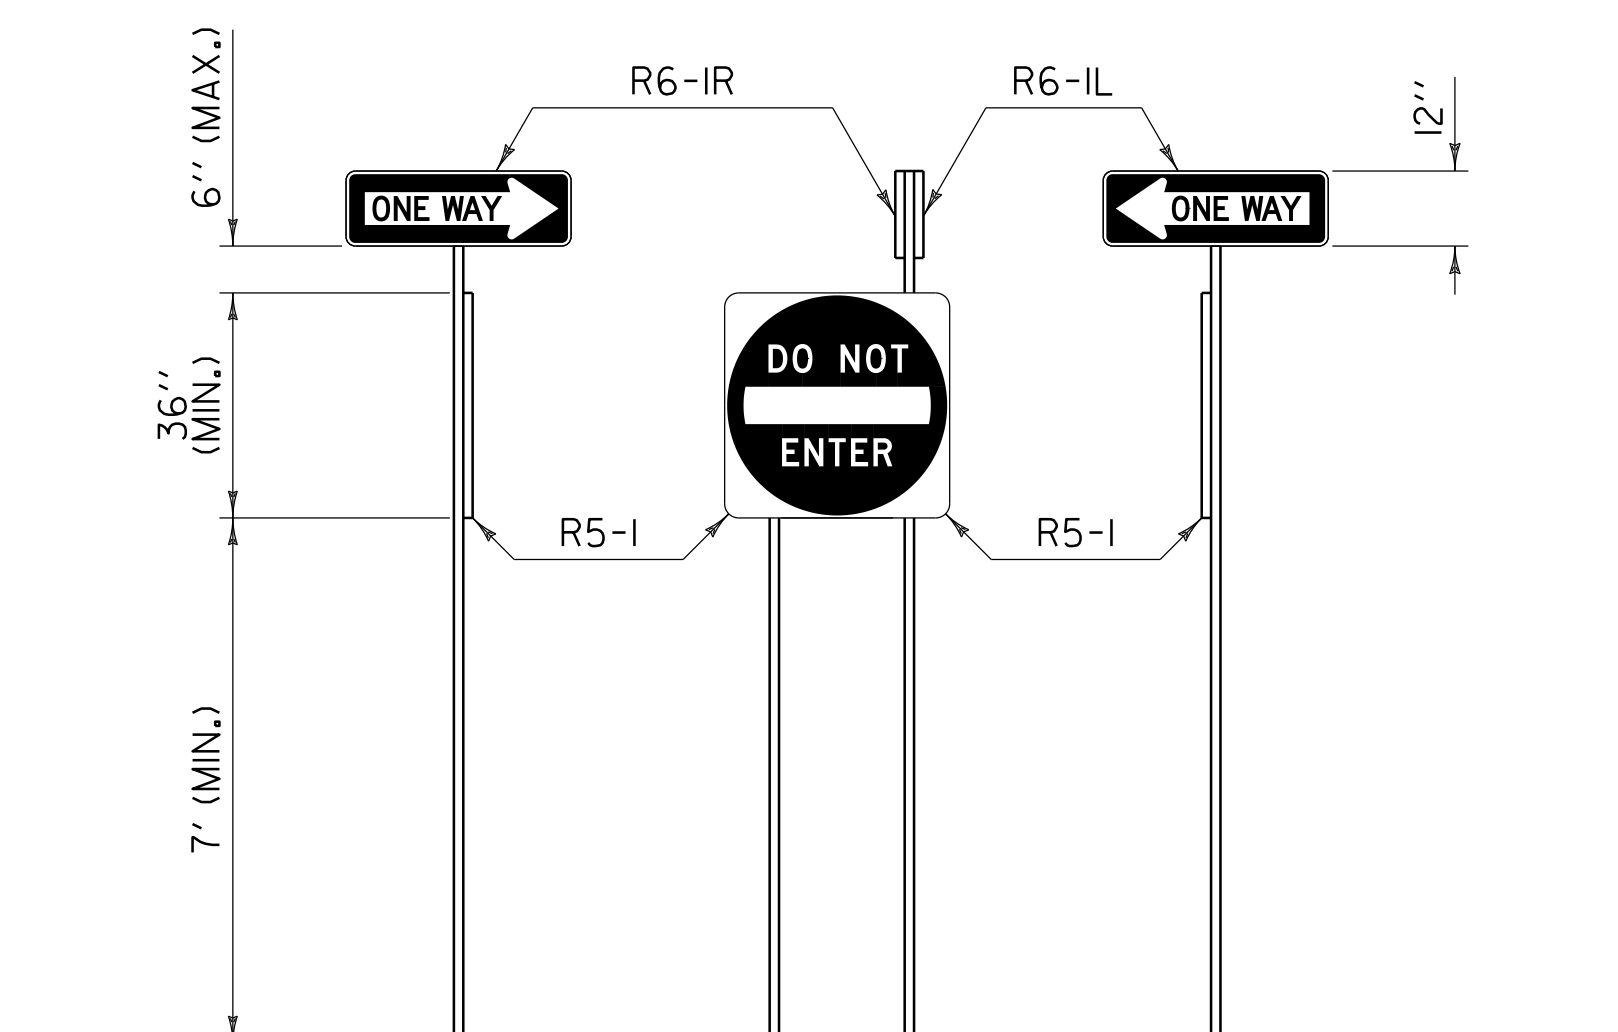 6'' (MAX.)
R6-1R
R6-1L
12''
ONE WAY
ONE WAY
36''
(MIN.)
DO NOT
ENTER
R5-1
R5-1
7' (MIN.)